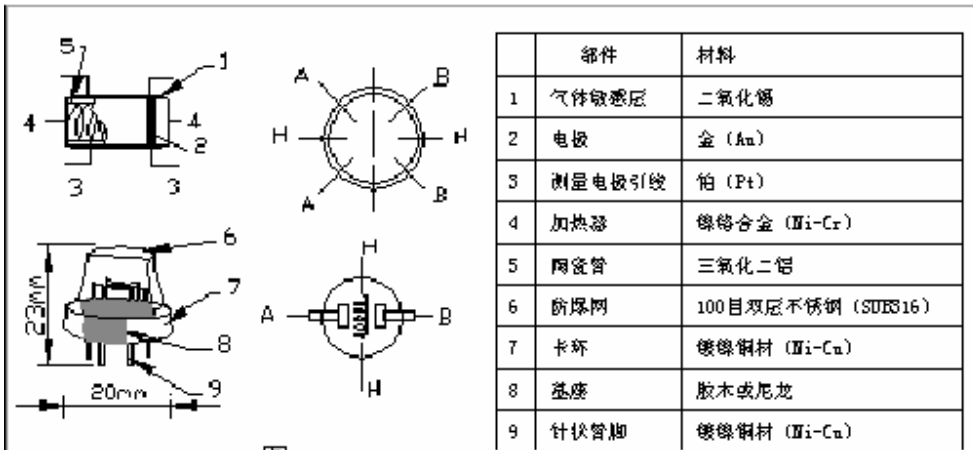 5
1
4
4
2
3
3
A
B
H
H
A
B
6
7
8
9
23mm
20mm
H
A
B
H
部件 材料
1 气体敏感层 二氧化锡
2 电极 金 (Au)
3 测量电极引线 铂 (Pt)
4 加热器 镍铬合金 (Ni-Cr)
5 陶瓷管 三氧化二铝
6 防爆网 100目双层不锈钢 (SUB316)
7 卡环 镀镍铜材 (Ni-Cu)
8 基座 胶木或尼龙
9 针状管脚 镀镍铜材 (Ni-Cu)